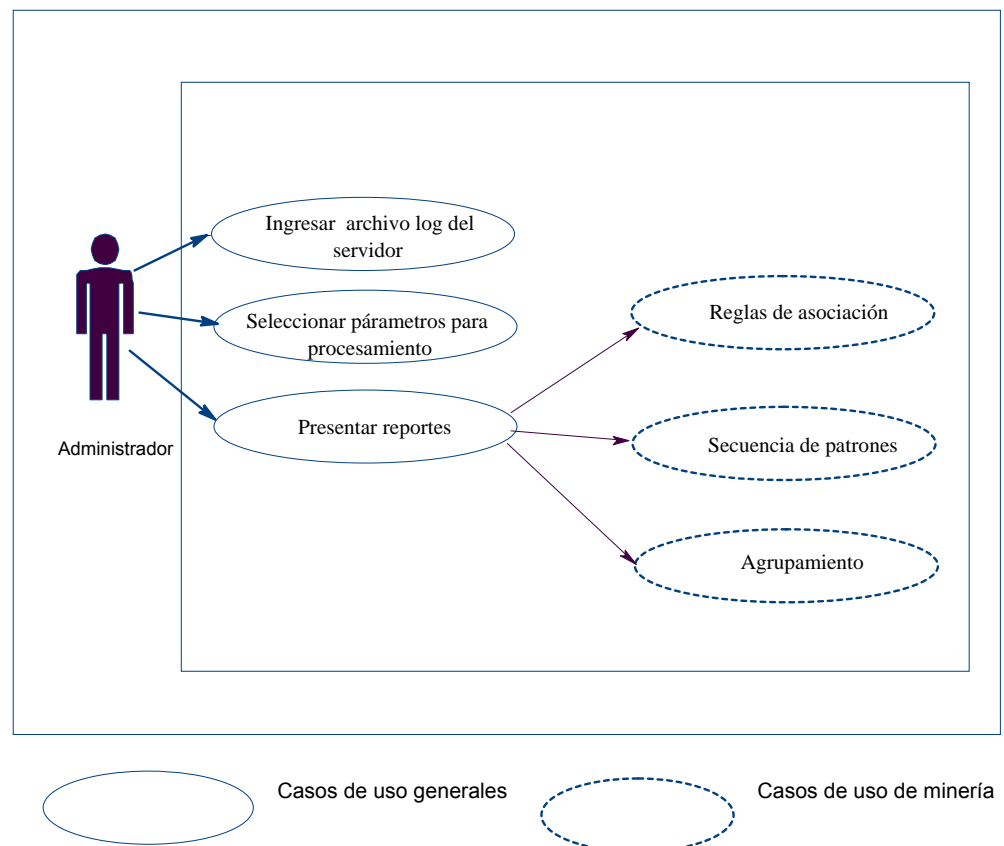 Ingresar archivo log del
servidor
Seleccionar párametros para
procesamiento
Presentar reportes
Administrador
Reglas de asociación
Secuencia de patrones
Agrupamiento
Casos de uso generales
Casos de uso de minería